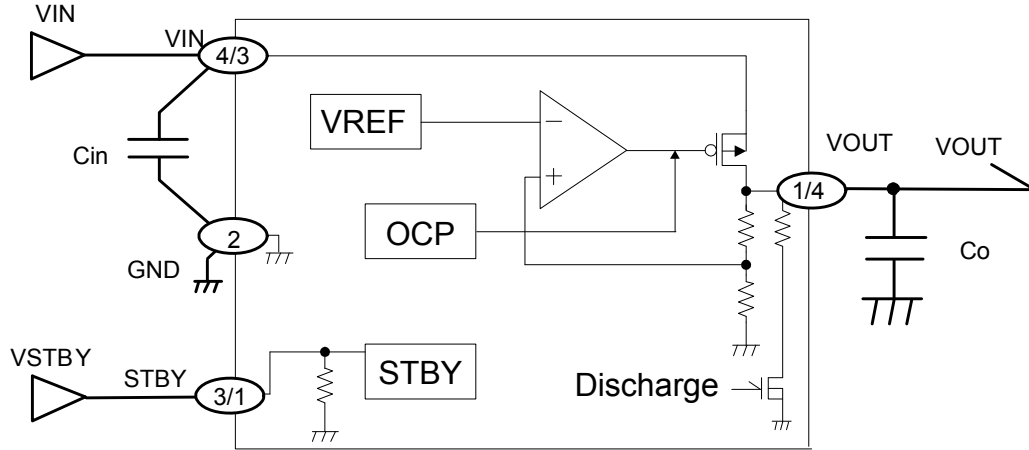 VIN
VIN
4/3
VREF
−
+
Cin
OCP
2
GND
VOUT
VOUT
1/4
Co
VSTBY
STBY
3/1
STBY
Discharge